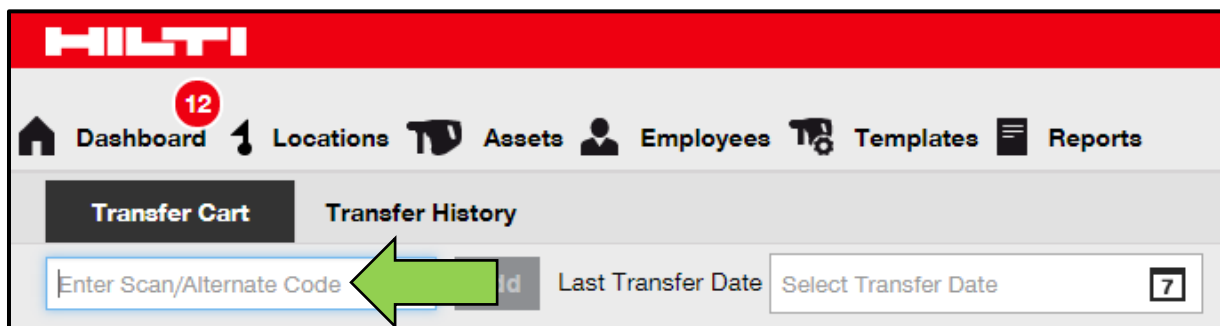 HILTI
12
Dashboard Locations Assets Employees Templates Reports
Transfer Cart Transfer History
Enter Scan/Alternate Code Last Transfer Date Select Transfer Date 7